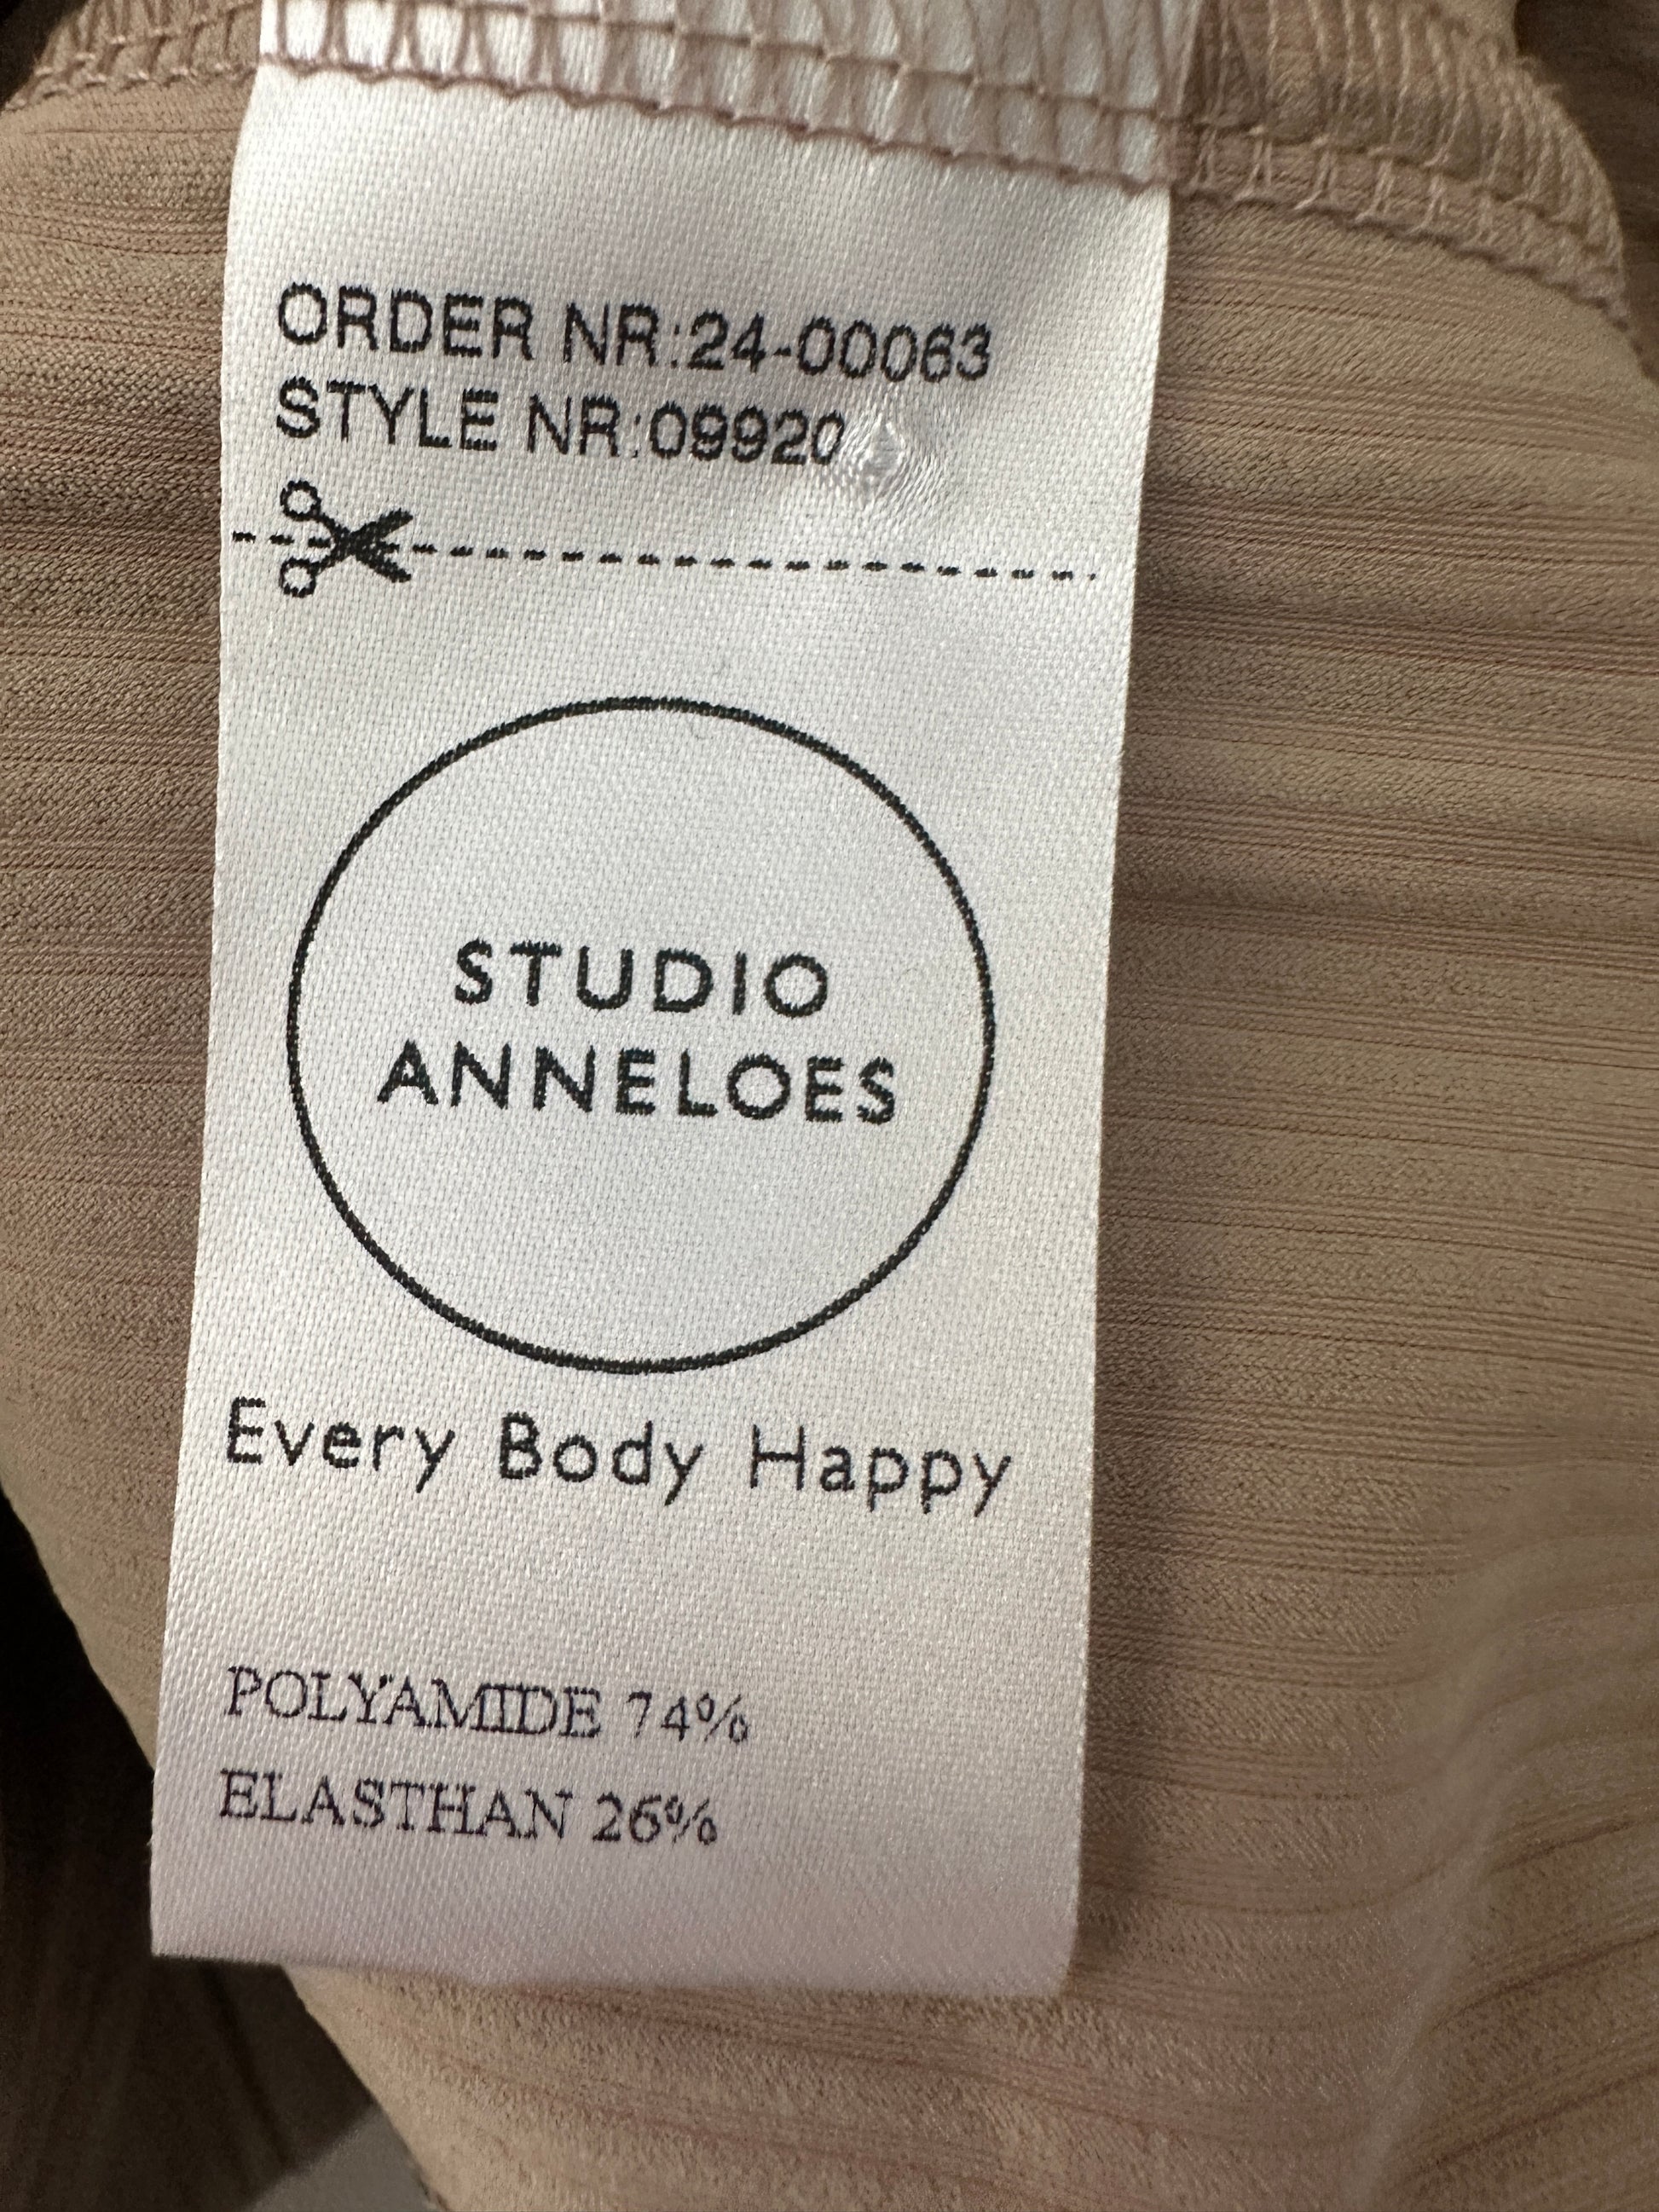 ORDER NR:24-00063
STYLE NR:09920
STUDIO
ANNELOES
Every Body Happy
POLYAMIDE 74%
ELASTHAN 26%